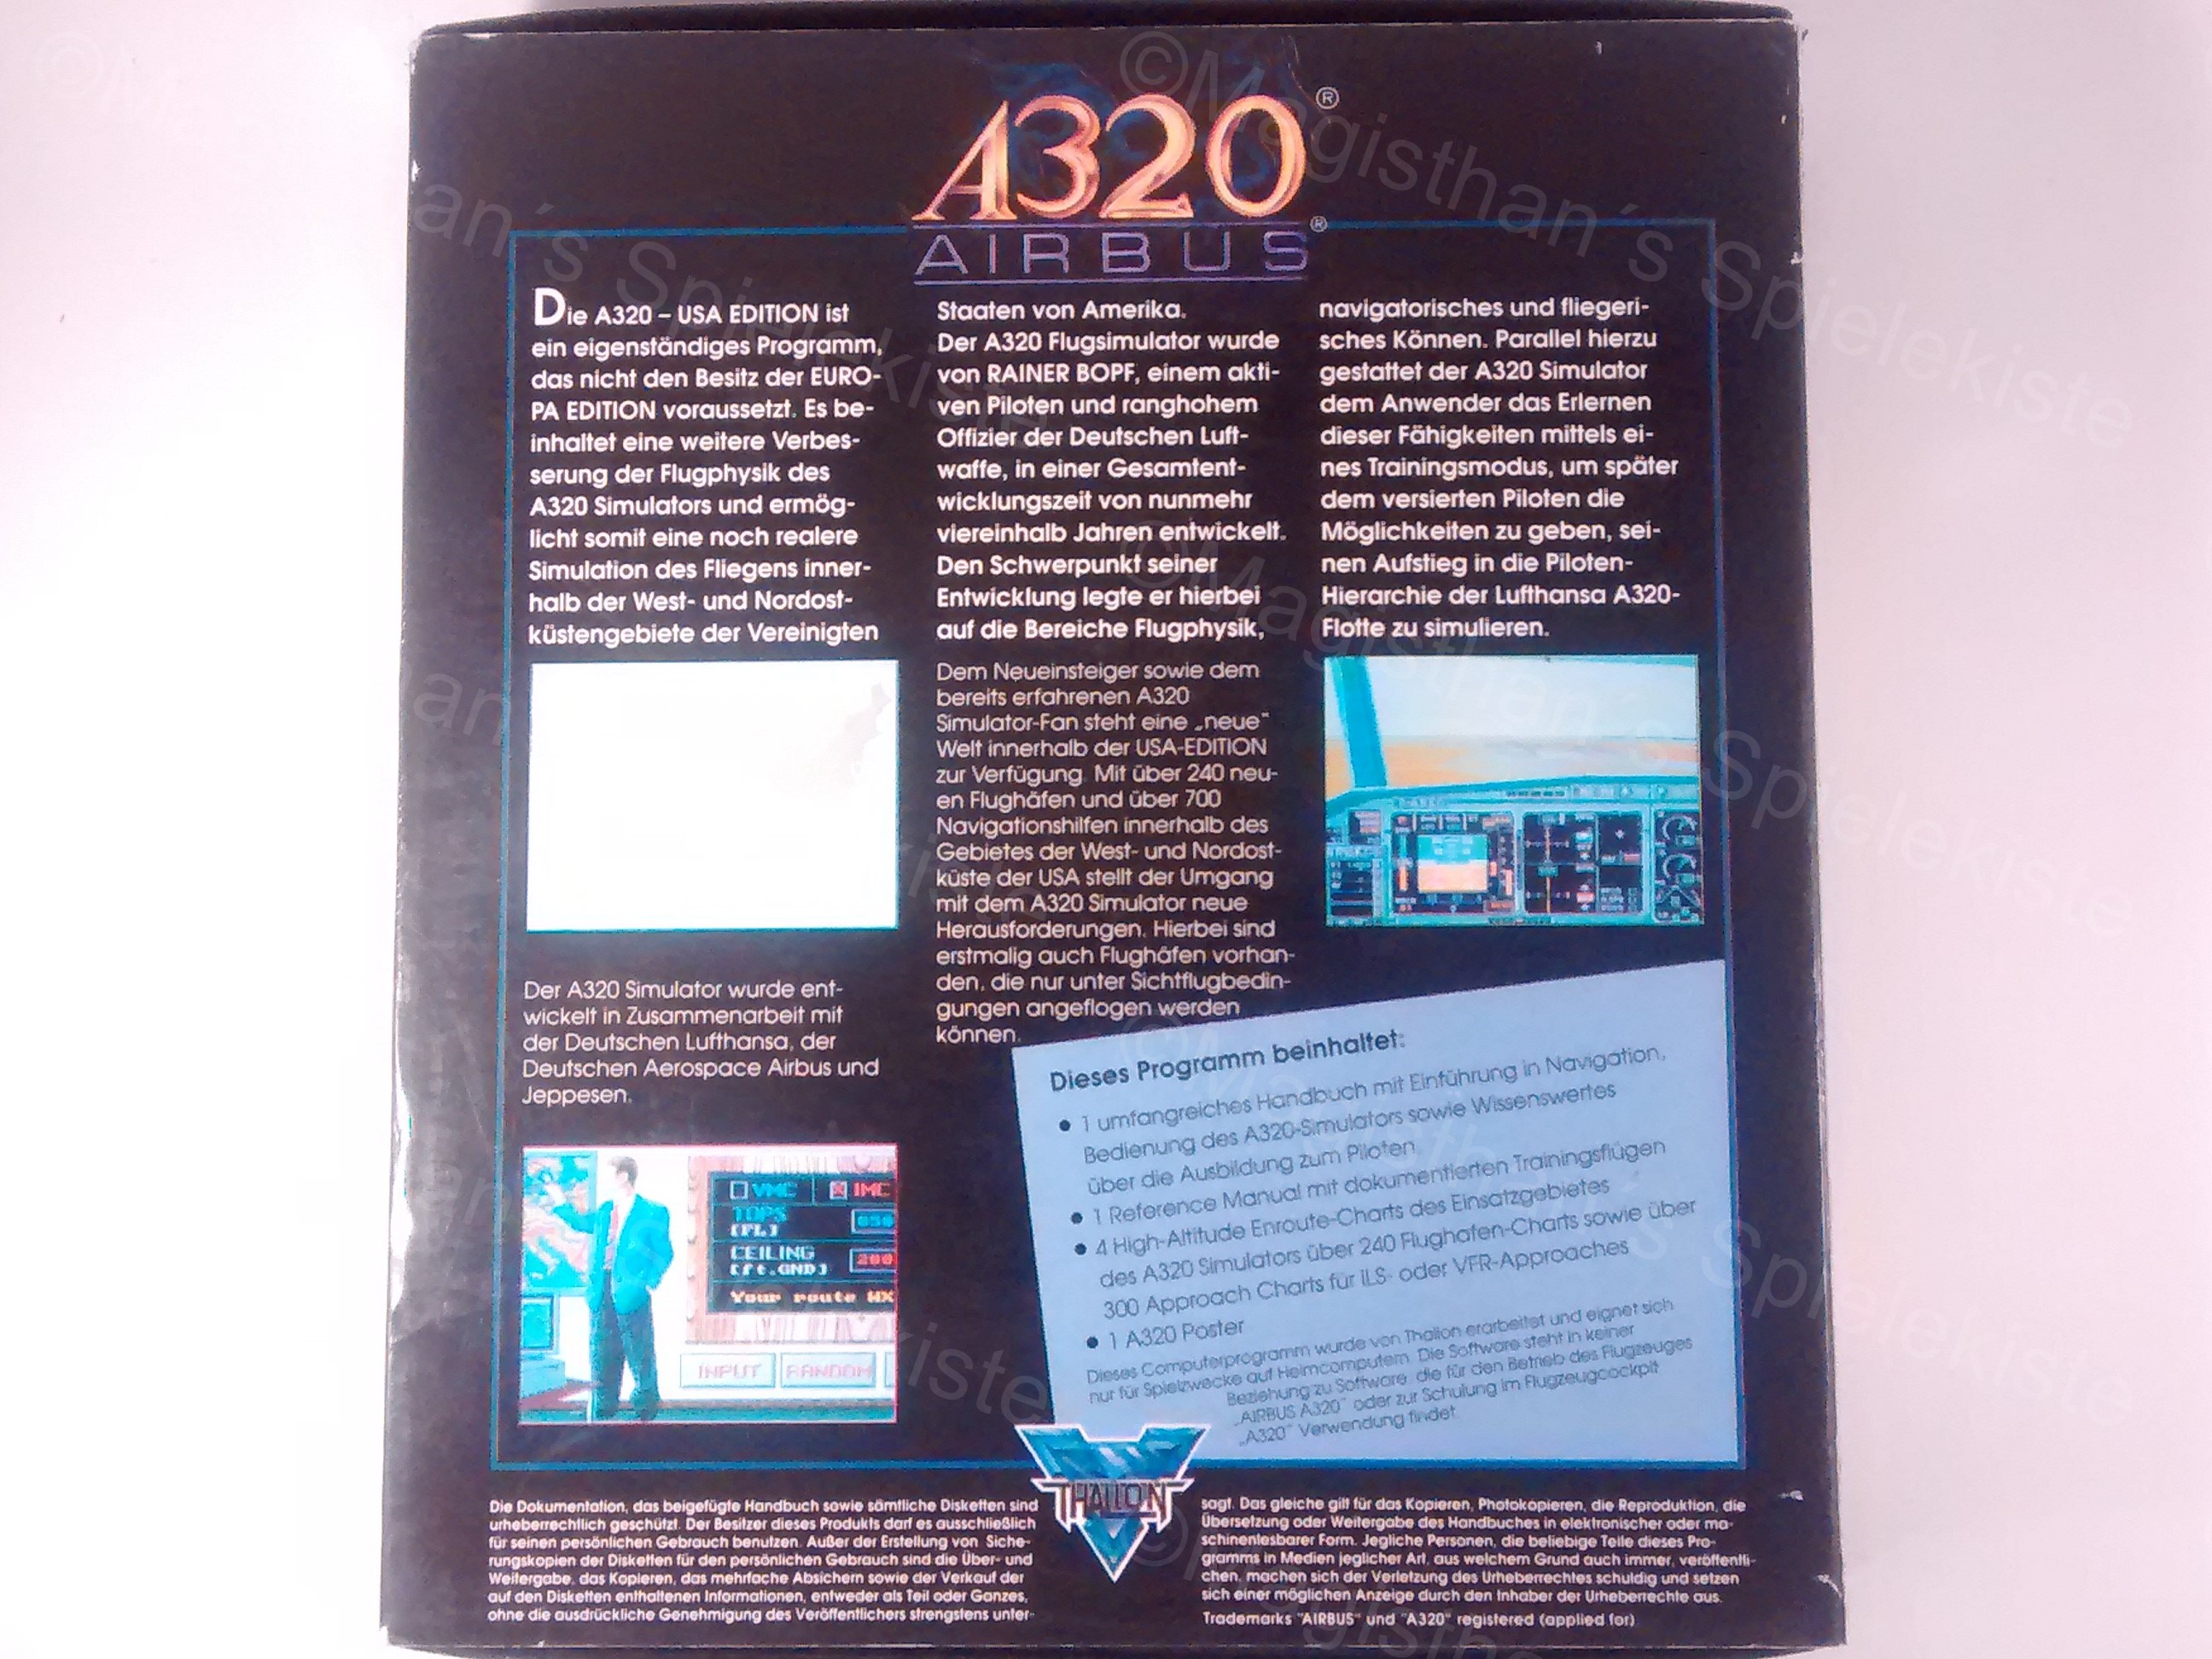 A320®
AIRBUS®
Die A320 – USA EDITION ist
ein eigenständiges Programm,
das nicht den Besitz der EURO-
PA EDITION voraussetzt. Es be-
inhaltet eine weitere Verbes-
serung der Flugphysik des
A320 Simulators und ermög-
licht somit eine noch realere
Simulation des Fliegens inner-
halb der West- und Nordost-
küstengebiete der Vereinigten
Staaten von Amerika.
Der A320 Flugsimulator wurde
von RAINER BOPF, einem akti-
ven Piloten und ranghohem
Offizier der Deutschen Luft-
waffe, in einer Gesamtent-
wicklungszeit von nunmehr
viereinhalb Jahren entwickelt.
Den Schwerpunkt seiner
Entwicklung legte er hierbei
auf die Bereiche Flugphysik,
navigatorisches und fliegeri-
sches Können. Parallel hierzu
gestattet der A320 Simulator
dem Anwender das Erlernen
dieser Fähigkeiten mittels ei-
nes Trainingsmodus, um später
dem versierten Piloten die
Möglichkeiten zu geben, sei-
nen Aufstieg in die Piloten-
Hierarchie der Lufthansa A320-
Flotte zu simulieren.
Der A320 Simulator wurde ent-
wickelt in Zusammenarbeit mit
der Deutschen Lufthansa, der
Deutschen Aerospace Airbus und
Jeppesen.
VMC IMC
TOPS
[FL] 050
CEILING
[ft.GND] 200
Your route WX
INPUT RANDOM
Dem Neueinsteiger sowie dem
bereits erfahrenen A320
Simulator-Fan steht eine „neue"
Welt innerhalb der USA-EDITION
zur Verfügung. Mit über 240 neu-
en Flughäfen und über 700
Navigationshilfen innerhalb des
Gebietes der West- und Nordost-
küste der USA stellt der Umgang
mit dem A320 Simulator neue
Herausforderungen. Hierbei sind
erstmalig auch Flughäfen vorhan-
den, die nur unter Sichtflugbedin-
gungen angeflogen werden
können.
Dieses Programm beinhaltet:
● 1 umfangreiches Handbuch mit Einführung in Navigation,
Bedienung des A320-Simulators sowie Wissenswertes
über die Ausbildung zum Piloten
● 1 Reference Manual mit dokumentierten Trainingsflügen
● 4 High-Altitude Enroute-Charts des Einsatzgebietes
des A320 Simulators über 240 Flughafen-Charts sowie über
300 Approach Charts für ILS- oder VFR-Approaches
● 1 A320 Poster
Dieses Computerprogramm wurde von Thalion erarbeitet und eignet sich
nur für Spielzwecke auf Heimcomputern. Die Software steht in keiner
Beziehung zu Software, die für den Betrieb des Flugzeuges
„AIRBUS A320" oder zur Schulung im Flugzeugcockpit
„A320" Verwendung findet.
THALION
Die Dokumentation, das beigefügte Handbuch sowie sämtliche Disketten sind
urheberrechtlich geschützt. Der Besitzer dieses Produkts darf es ausschließlich
für seinen persönlichen Gebrauch benutzen. Außer der Erstellung von Siche-
rungskopien der Disketten für den persönlichen Gebrauch sind die Über- und
Weitergabe, das Kopieren, das mehrfache Absichern sowie der Verkauf der
auf den Disketten enthaltenen Informationen, entweder als Teil oder Ganzes,
ohne die ausdrückliche Genehmigung des Veröffentlichers strengstens unter-
sagt. Das gleiche gilt für das Kopieren, Photokopieren, die Reproduktion, die
Übersetzung oder Weitergabe des Handbuches in elektronischer oder ma-
schinenlesbarer Form. Jegliche Personen, die beliebige Teile dieses Pro-
gramms in Medien jeglicher Art, aus welchem Grund auch immer, veröffentli-
chen, machen sich der Verletzung des Urheberrechtes schuldig und setzen
sich einer möglichen Anzeige durch den Inhaber der Urheberrechte aus.
Trademarks "AIRBUS" und "A320" registered (applied for)
©Magisthan´s Spielekiste